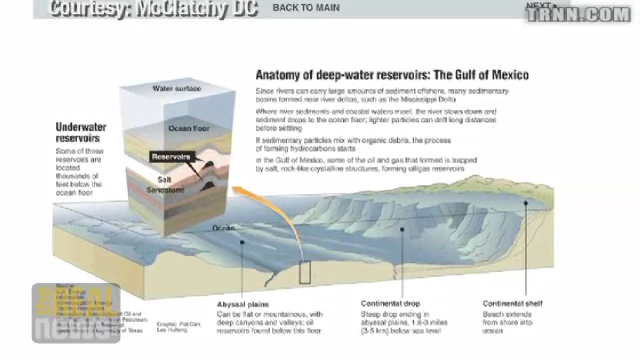 Courtesy: McClatchy DC
BACK TO MAIN
NEXT
TRNN.COM
Anatomy of deep-water reservoirs: The Gulf of Mexico
Since rivers can carry large amounts of sediment offshore, many sedimentary
basins formed near river deltas, such as the Mississippi Delta
Where river sediments and coastal waters meet, the river slows down and
sediment drops to the ocean floor; lighter particles can drift long distances
before settling
If sedimentary particles mix with organic debris, the process
of forming hydrocarbons starts
In the Gulf of Mexico, some of the oil and gas that formed is trapped
by salt, rock-like crystalline structures, forming oil/gas reservoirs
Underwater
reservoirs
Some of these
reservoirs are
located
thousands of
feet below the
ocean floor
Water surface
Ocean floor
Reservoirs
Salt
Sandstone
Ocean
Abyssal plains
Can be flat or mountainous, with
deep canyons and valleys; oil
reservoirs found below this floor
Continental drop
Steep drop ending in
abyssal plains, 1.8-3 miles
(3-5 km) below sea level
Continental shelf
Beach extends
from shore into
ocean
Graphic: Pat Carr,
news